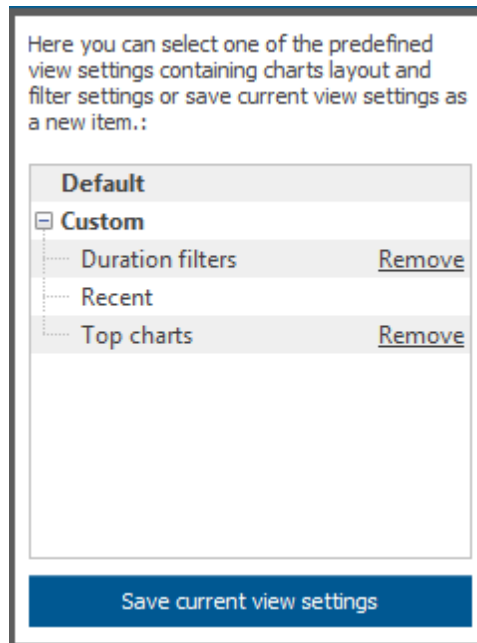 Here you can select one of the predefined
view settings containing charts layout and
filter settings or save current view settings as
a new item.:
Default
Custom
Duration filters Remove
Recent
Top charts Remove
Save current view settings